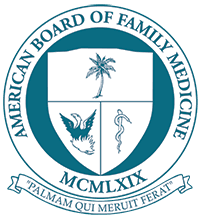 AMERICAN BOARD OF FAMILY MEDICINE
MCMLXIX
"PALMAM QUI MERUIT FERAT"